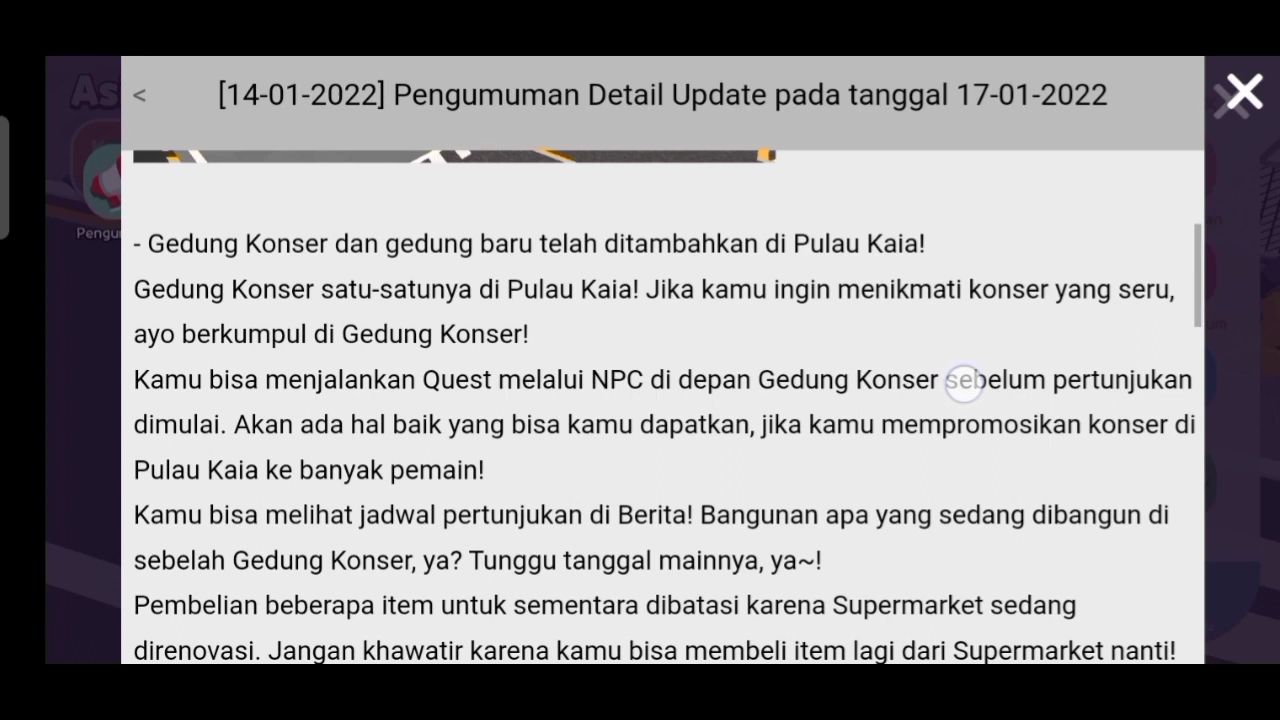 As
<
[14-01-2022] Pengumuman Detail Update pada tanggal 17-01-2022
Pengu
- Gedung Konser dan gedung baru telah ditambahkan di Pulau Kaia!
Gedung Konser satu-satunya di Pulau Kaia! Jika kamu ingin menikmati konser yang seru,
ayo berkumpul di Gedung Konser!
Kamu bisa menjalankan Quest melalui NPC di depan Gedung Konser sebelum pertunjukan
dimulai. Akan ada hal baik yang bisa kamu dapatkan, jika kamu mempromosikan konser di
Pulau Kaia ke banyak pemain!
Kamu bisa melihat jadwal pertunjukan di Berita! Bangunan apa yang sedang dibangun di
sebelah Gedung Konser, ya? Tunggu tanggal mainnya, ya~!
Pembelian beberapa item untuk sementara dibatasi karena Supermarket sedang
direnovasi. Jangan khawatir karena kamu bisa membeli item lagi dari Supermarket nanti!